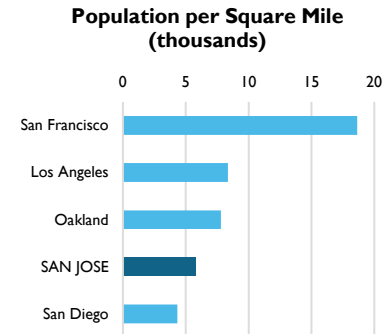 Population per Square Mile
(thousands)
0 5 10 15 20
San Francisco
Los Angeles
Oakland
SAN JOSE
San Diego